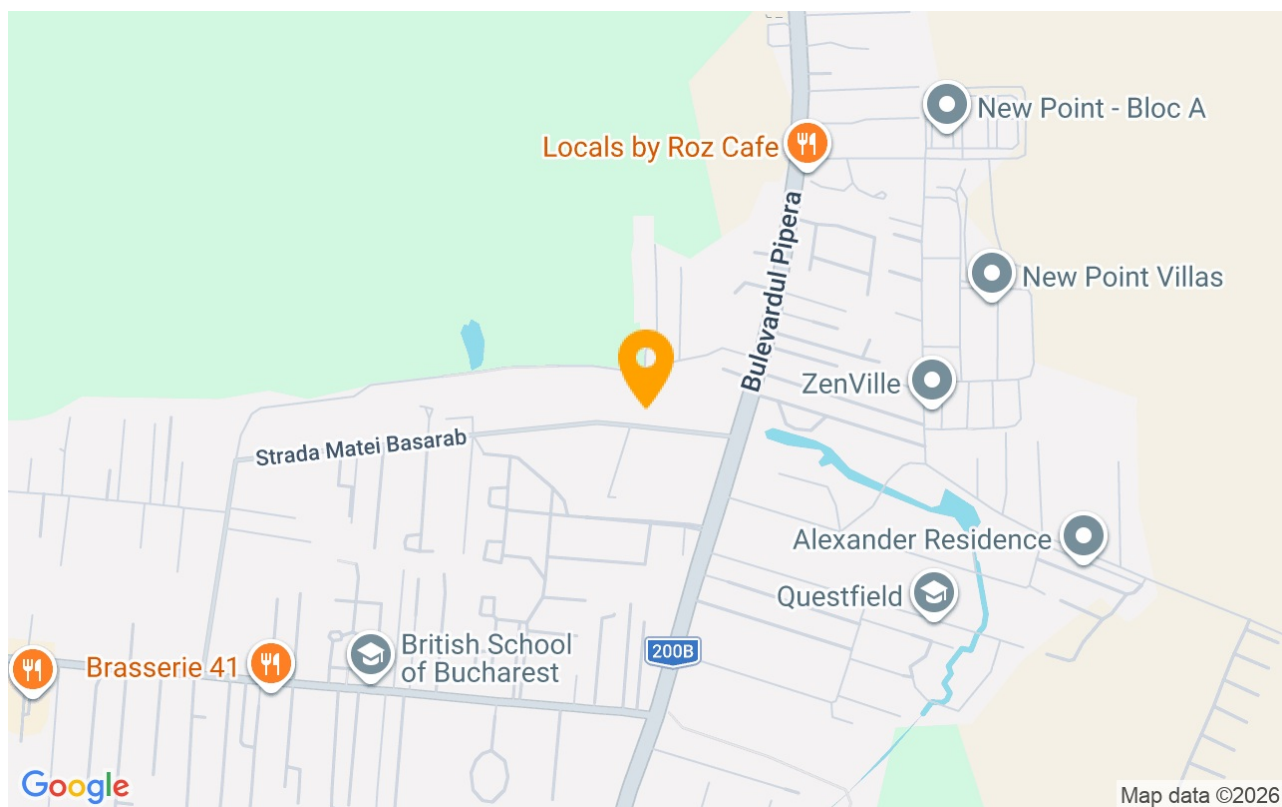 New Point - Bloc A
Locals by Roz Cafe
Bulevardul Pipera
New Point Villas
ZenVille
Strada Matei Basarab
Alexander Residence
Questfield
British School
of Bucharest
200B
Brasserie 41
Google
Map data ©2026